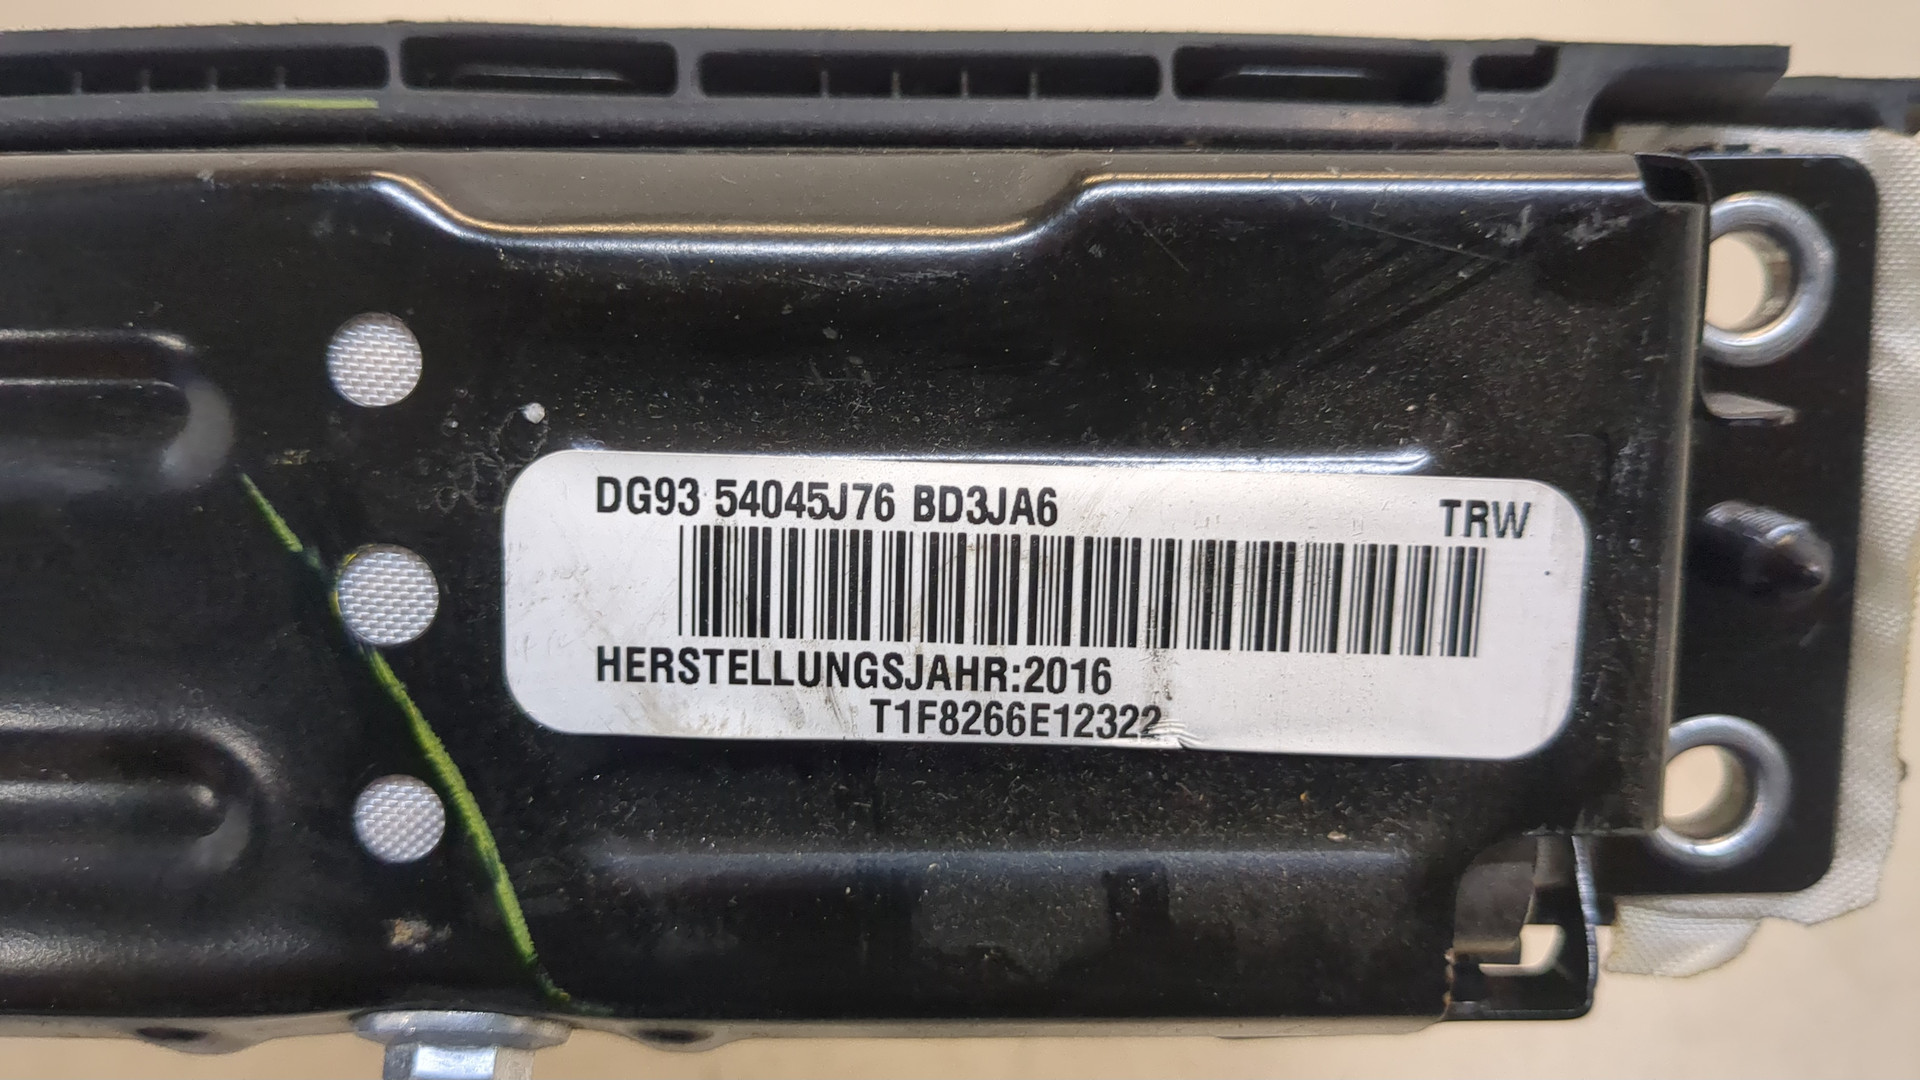 DG93 54045J76 BD3JA6 TRW
HERSTELLUNGSJAHR:2016
T1F8266E12322